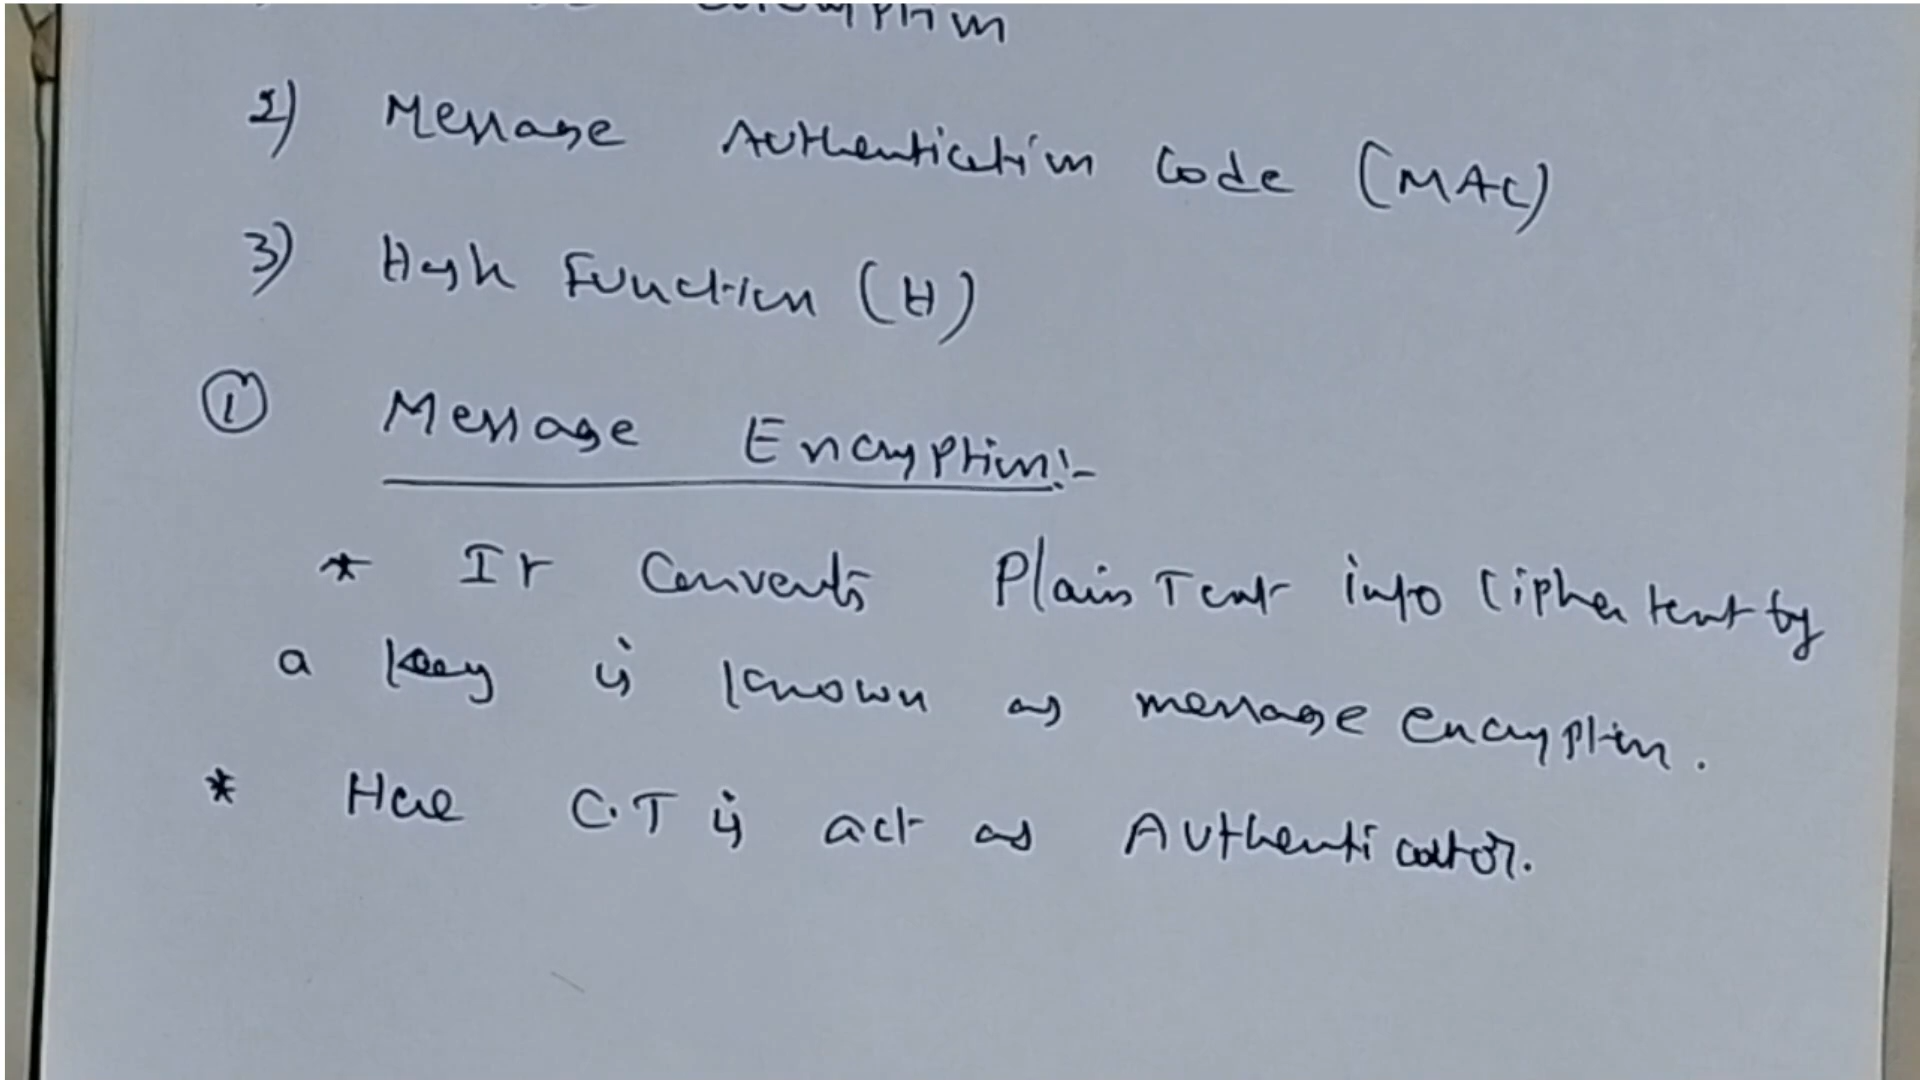 Encryption
2) Message Authentication Code (MAC)
3) Hash Function (H)
① Message Encryption:-
* It Converts Plain Text into Cipher text by
a key is known as message encryption.
* Here C.T is act as Authenticator.